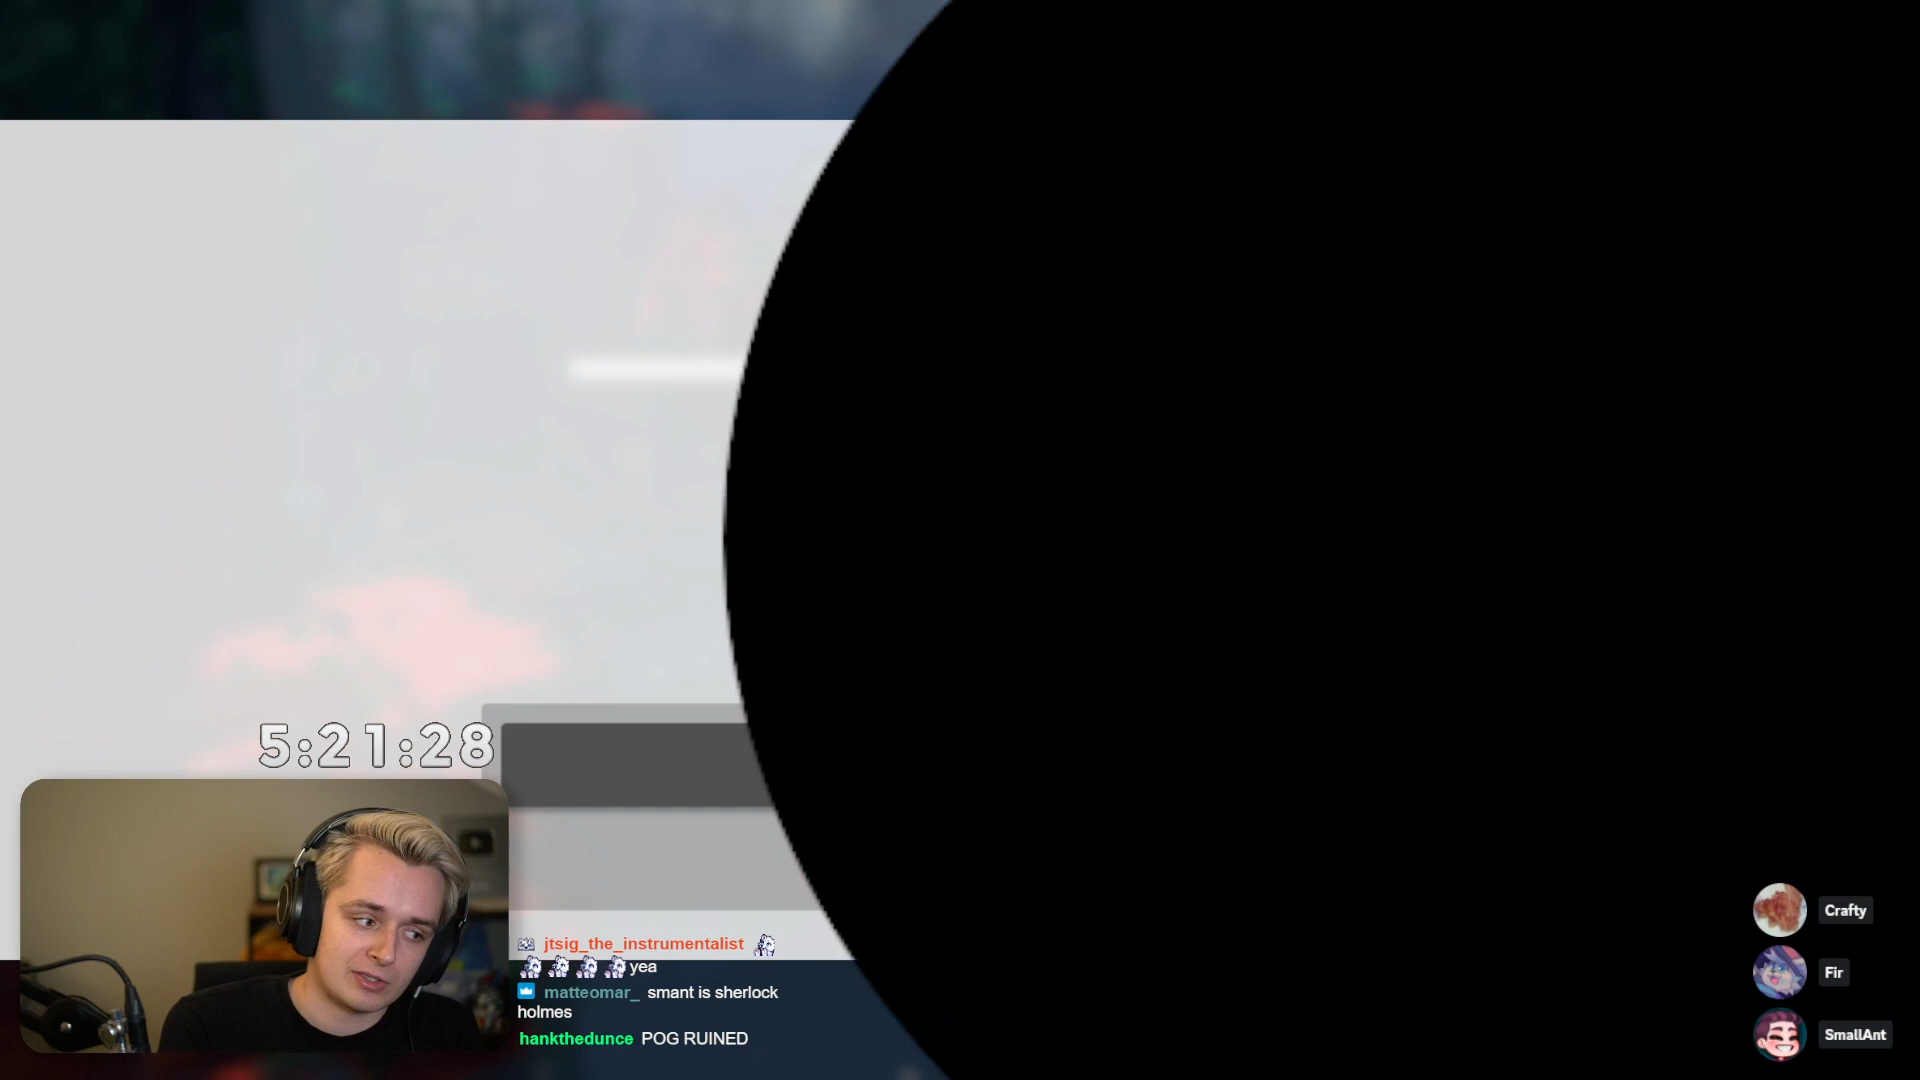 5:21:28
jtsig_the_instrumentalist
yea
matteomar_ smant is sherlock
holmes
hankthedunce POG RUINED
Crafty
Fir
SmallAnt